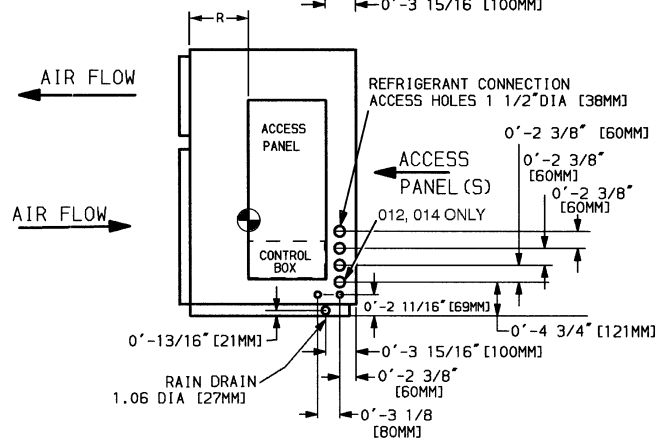 0'-3 15/16 [100MM]
R
AIR FLOW
REFRIGERANT CONNECTION
ACCESS HOLES 1 1/2"DIA [38MM]
ACCESS
PANEL
0'-2 3/8" [60MM]
ACCESS
PANEL(S)
0'-2 3/8"
[60MM]
0'-2 3/8"
[60MM]
AIR FLOW
012, 014 ONLY
CONTROL
BOX
0'-2 11/16" [69MM]
0'-4 3/4" [121MM]
0'-13/16" [21MM]
0'-3 15/16" [100MM]
RAIN DRAIN
1.06 DIA [27MM]
0'-2 3/8"
[60MM]
0'-3 1/8
[80MM]